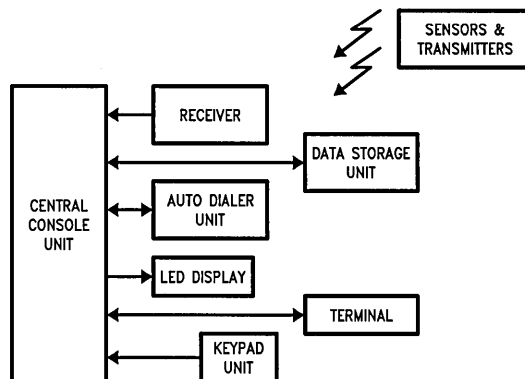 SENSORS &
TRANSMITTERS
RECEIVER
DATA STORAGE
UNIT
CENTRAL
CONSOLE
UNIT
AUTO DIALER
UNIT
LED DISPLAY
TERMINAL
KEYPAD
UNIT